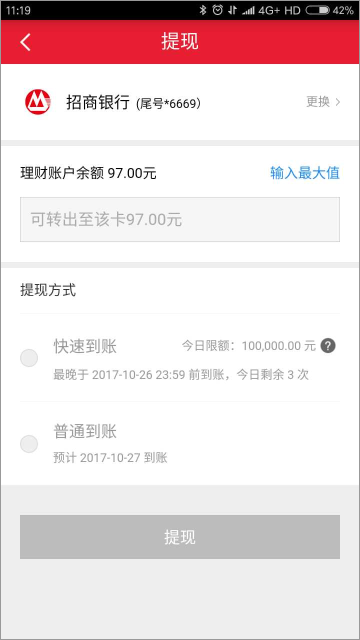 11:19 4G+ HD 42%
提现
招商银行 (尾号*6669) 更换
理财账户余额 97.00元 输入最大值
可转出至该卡97.00元
提现方式
快速到账 今日限额：100,000.00 元 ?
最晚于 2017-10-26 23:59 前到账，今日剩余 3 次
普通到账
预计 2017-10-27 到账
提现